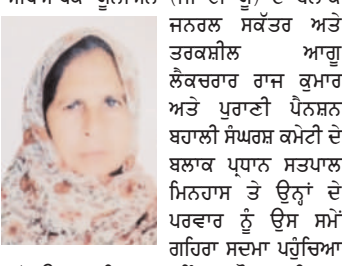 ਜਨਰਲ ਸਕੱਤਰ ਅਤੇ
ਤਰਕਸ਼ੀਲ ਆਗੂ
ਲੈਕਚਰਾਰ ਰਾਜ ਕੁਮਾਰ
ਅਤੇ ਪੁਰਾਣੀ ਪੈਨਸ਼ਨ
ਬਹਾਲੀ ਸੰਘਰਸ਼ ਕਮੇਟੀ ਦੇ
ਬਲਾਕ ਪ੍ਰਧਾਨ ਸਤਪਾਲ
ਮਿਨਹਾਸ ਤੇ ਉਨ੍ਹਾਂ ਦੇ
ਪਰਵਾਰ ਨੂੰ ਉਸ ਸਮੇਂ
ਗਹਿਰਾ ਸਦਮਾ ਪਹੁੰਚਿਆ